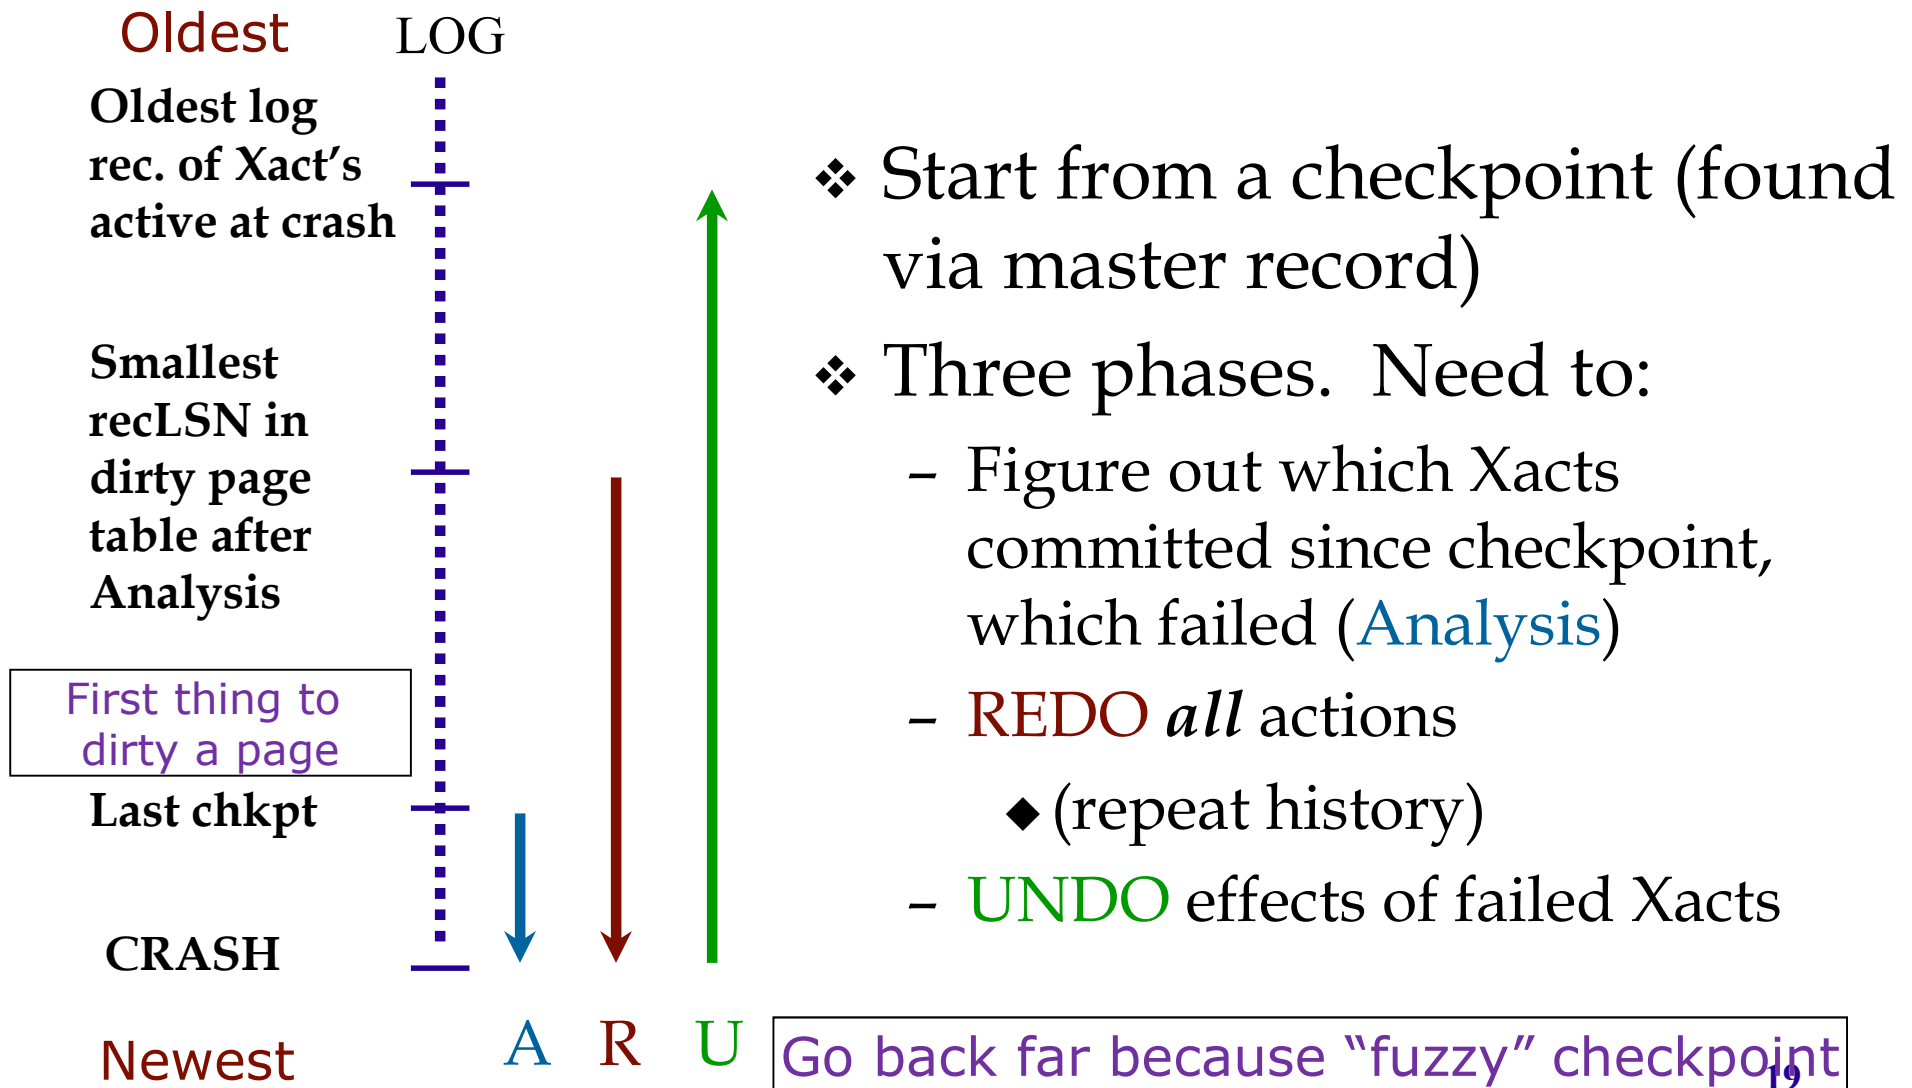 Oldest
LOG
Oldest log
rec. of Xact’s
active at crash
Smallest
recLSN in
dirty page
table after
Analysis
First thing to
dirty a page
Last chkpt
CRASH
Newest
A R U
❖ Start from a checkpoint (found
via master record)
❖ Three phases. Need to:
– Figure out which Xacts
committed since checkpoint,
which failed (Analysis)
– REDO all actions
◆ (repeat history)
– UNDO effects of failed Xacts
Go back far because “fuzzy” checkpoint
19